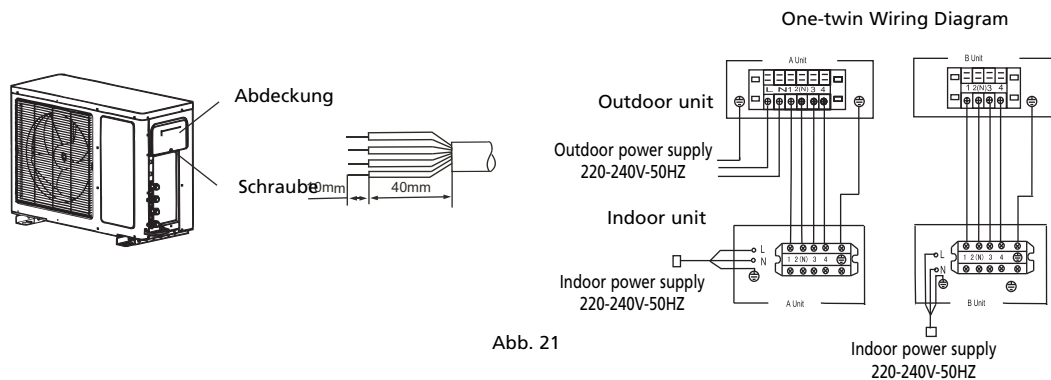 One-twin Wiring Diagram
Abdeckung
Schraube
10mm
40mm
A Unit
L N 1 2(N) 3 4
B Unit
1 2(N) 3 4
Outdoor unit
Outdoor power supply
220-240V-50HZ
Indoor unit
L
N
1 2(N) 3 4
Indoor power supply
220-240V-50HZ
A Unit
L
N
1 2(N) 3 4
B Unit
Indoor power supply
220-240V-50HZ
Abb. 21